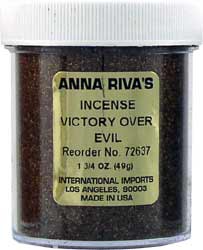 ANNA RIVA'S
INCENSE
VICTORY OVER
EVIL
Reorder No. 72637
1 3/4 OZ. (49g)
INTERNATIONAL IMPORTS
LOS ANGELES, 90003
MADE IN USA